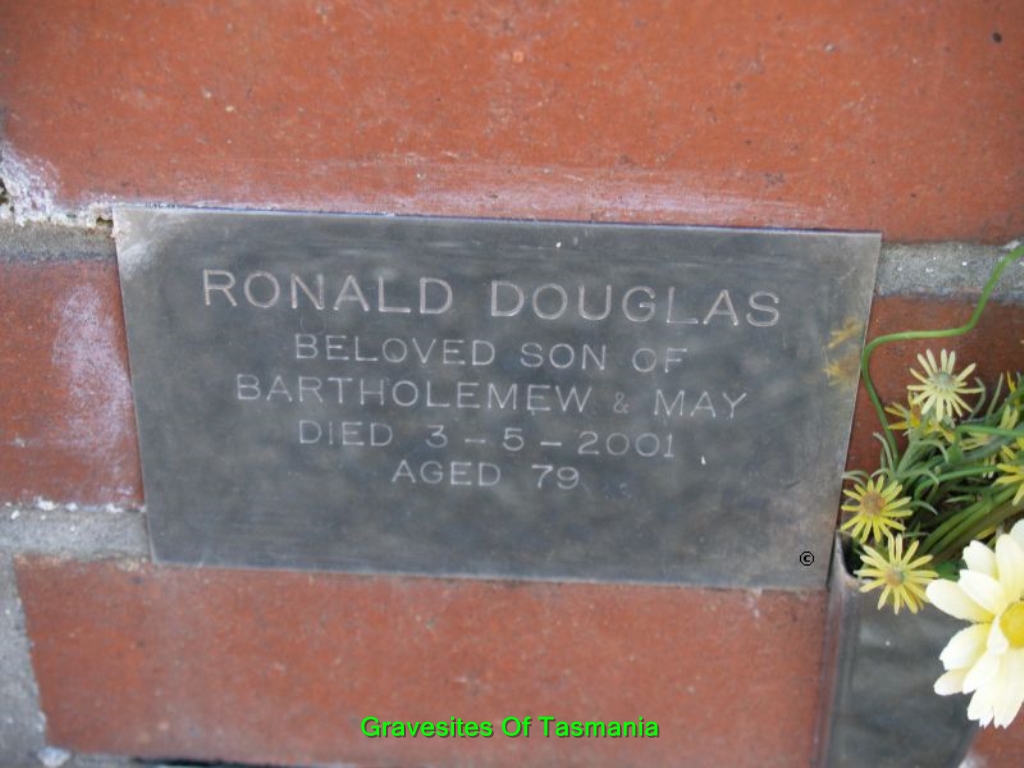 RONALD DOUGLAS
BELOVED SON OF
BARTHOLEMEW & MAY
DIED 3-5-2001
AGED 79
©
Gravesites Of Tasmania